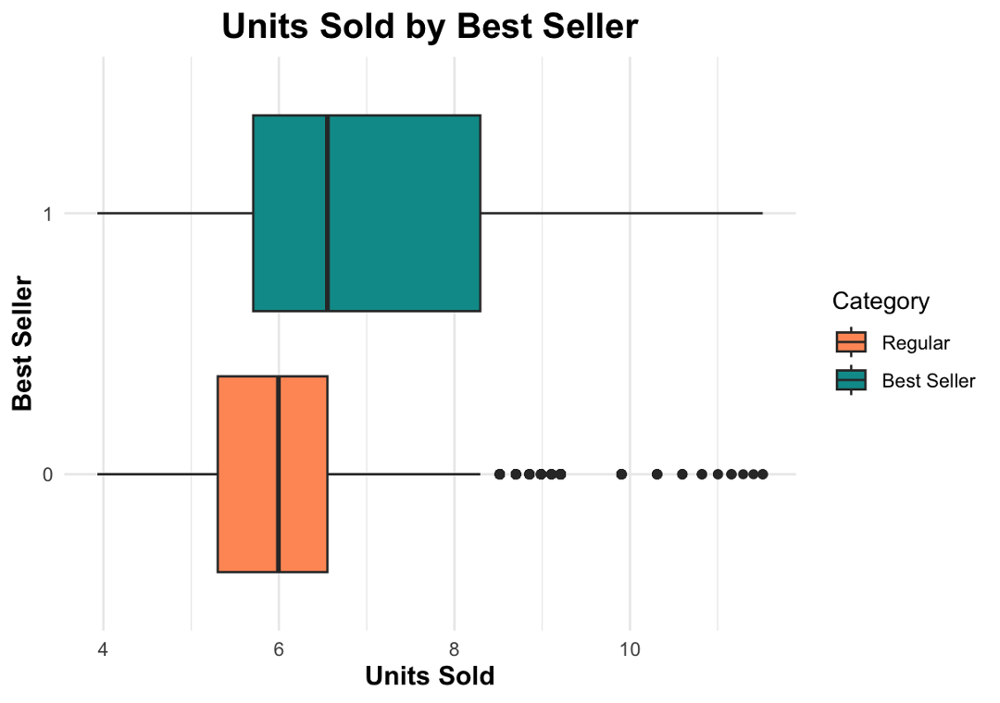 Units Sold by Best Seller
Best Seller
1
0
4 6 8 10
Units Sold
Category
Regular
Best Seller